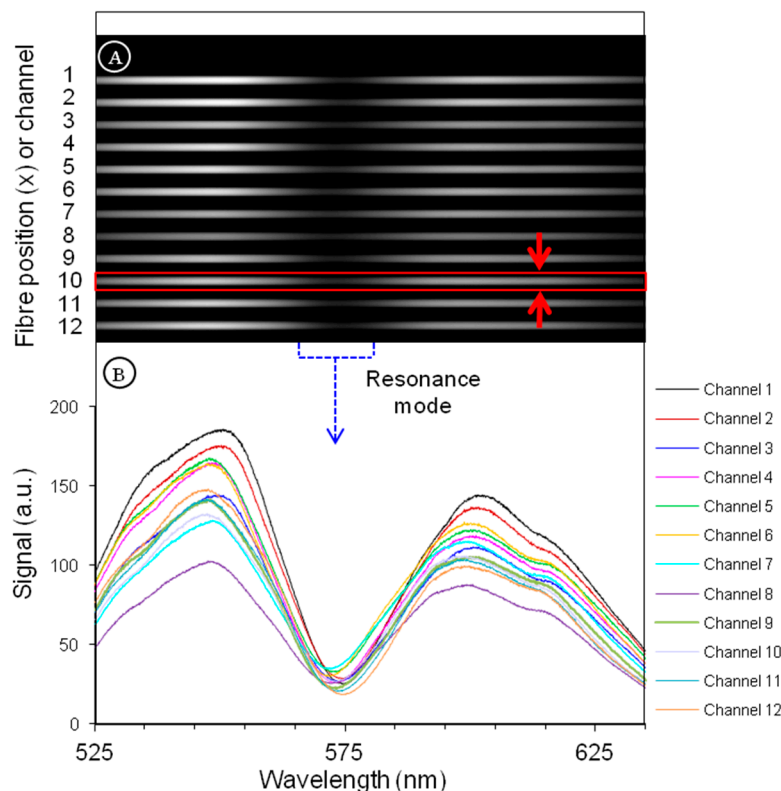 A
Fibre position (x) or channel
1
2
3
4
5
6
7
8
9
10
11
12
B
Resonance
mode
Signal (a.u.)
200
150
100
50
0
525
575
625
Wavelength (nm)
Channel 1
Channel 2
Channel 3
Channel 4
Channel 5
Channel 6
Channel 7
Channel 8
Channel 9
Channel 10
Channel 11
Channel 12